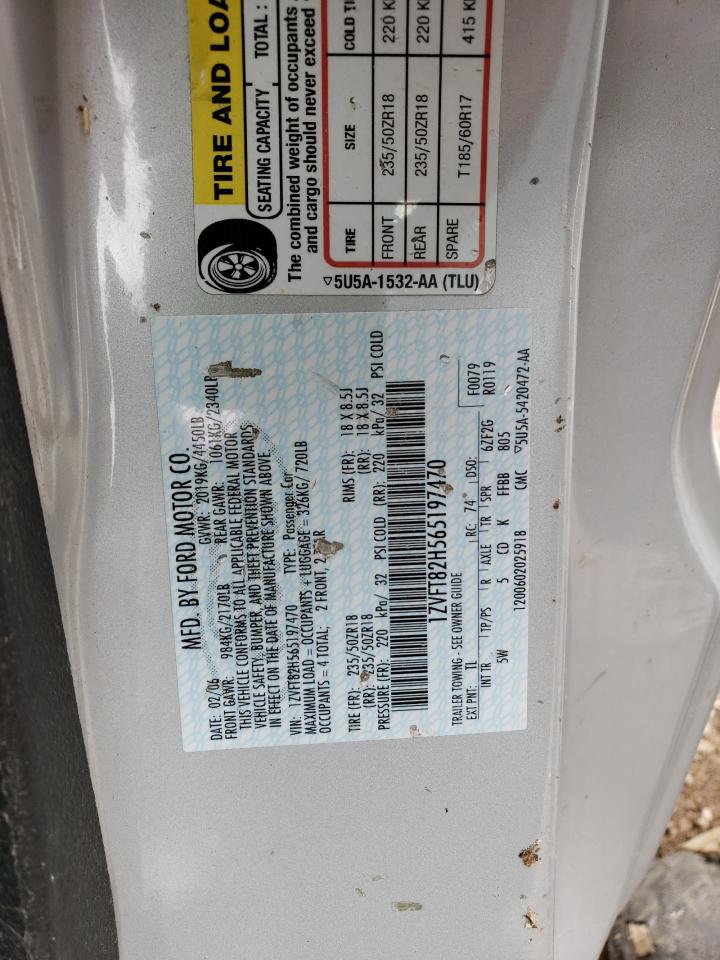 MFD. BY FORD MOTOR CO.
DATE: 02/06 GVWR: 2019KG/4450LB
FRONT GAWR: 984KG/2170LB REAR GAWR: 1061KG/2340LB
THIS VEHICLE CONFORMS TO ALL APPLICABLE FEDERAL MOTOR
VEHICLE SAFETY, BUMPER, AND THEFT PREVENTION STANDARDS
IN EFFECT ON THE DATE OF MANUFACTURE SHOWN ABOVE.
VIN: 1ZVFT82H565197470 TYPE: Passenger Car
MAXIMUM LOAD = OCCUPANTS + LUGGAGE = 326KG/ 720LB
OCCUPANTS = 4 TOTAL; 2 FRONT, 2
TIRE (FR): 235/50ZR18 RIMS (FR): 18 X 8.5J
(RR): 235/50ZR18 (RR): 18 X 8.5J
PRESSURE (FR): 220 kPa/ 32 PSI COLD (RR): 220 kPa/ 32 PSI COLD
1ZVFT82H565197470
TRAILER TOWING - SEE OWNER GUIDE F0079
EXT PNT: TL RC: 74 DSO: R0119
INT TR TP/PS R AXLE TR SPR 6ZF2G
5W 5 CD K FFBB 805
1200602025918 CMC ▽5U5A-5420472-AA
TIRE AND LOA
SEATING CAPACITY TOTAL:
The combined weight of occupants
and cargo should never exceed
TIRE SIZE COLD TI
FRONT 235/50ZR18 220 K
REAR 235/50ZR18 220 K
SPARE T185/60R17 415 K
▽5U5A-1532-AA (TLU)